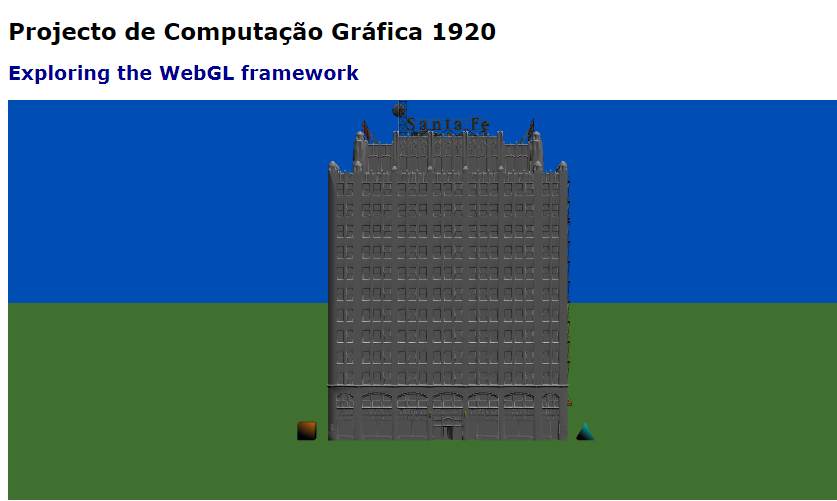 Projecto de Computação Gráfica 1920
Exploring the WebGL framework
Santa Fe